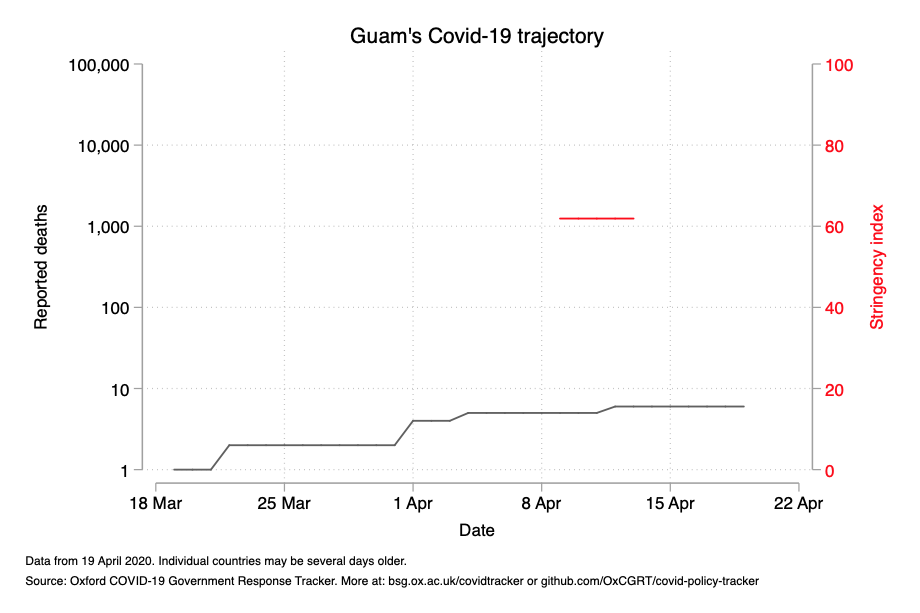 Guam's Covid-19 trajectory
100,000
10,000
1,000
100
10
1
Reported deaths
100
80
60
40
20
0
Stringency index
18 Mar
25 Mar
1 Apr
8 Apr
15 Apr
22 Apr
Date
Data from 19 April 2020. Individual countries may be several days older.
Source: Oxford COVID-19 Government Response Tracker. More at: bsg.ox.ac.uk/covidtracker or github.com/OxCGRT/covid-policy-tracker